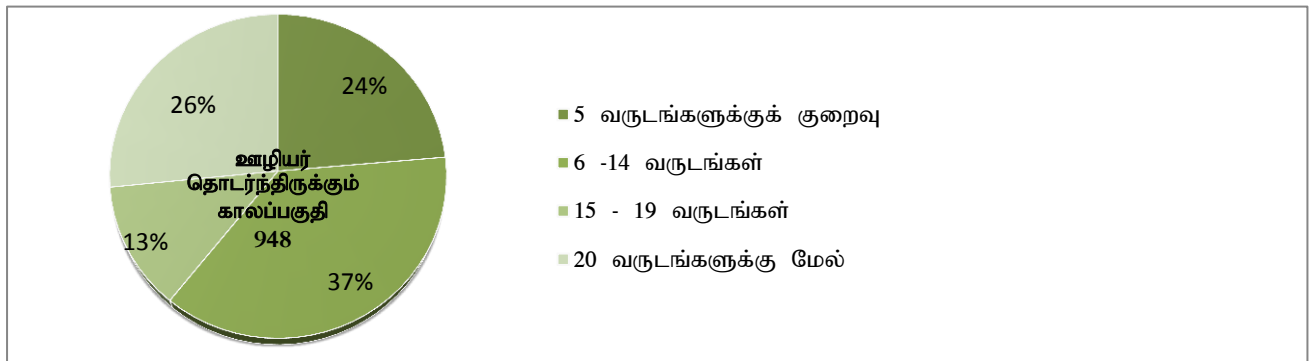 24%
26%
ஊழியர்
தொடர்ந்திருக்கும்
காலப்பகுதி
948
13%
37%
5 வருடங்களுக்குக் குறைவு
6 -14 வருடங்கள்
15 - 19 வருடங்கள்
20 வருடங்களுக்கு மேல்